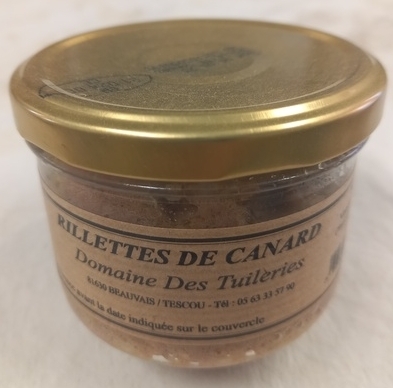 RILLETTES DE CANARD
Domaine Des Tuilèries
81630 BEAUVAIS / TESCOU - Tél : 05 63 33 57 90
avant la date indiquée sur le couvercle